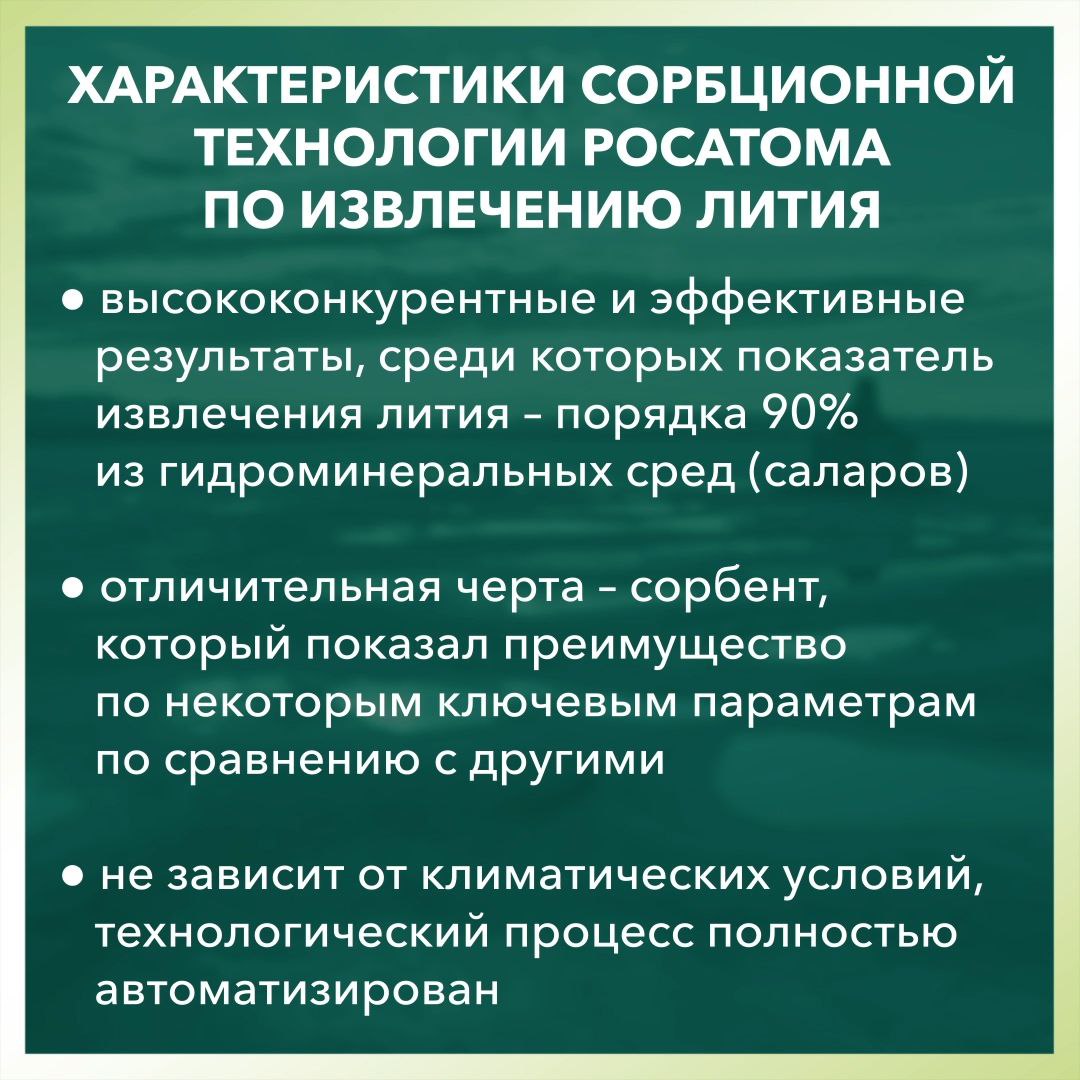 ХАРАКТЕРИСТИКИ СОРБЦИОННОЙ
ТЕХНОЛОГИИ РОСАТОМА
ПО ИЗВЛЕЧЕНИЮ ЛИТИЯ
● высококонкурентные и эффективные
результаты, среди которых показатель
извлечения лития – порядка 90%
из гидроминеральных сред (саларов)
● отличительная черта – сорбент,
который показал преимущество
по некоторым ключевым параметрам
по сравнению с другими
● не зависит от климатических условий,
технологический процесс полностью
автоматизирован